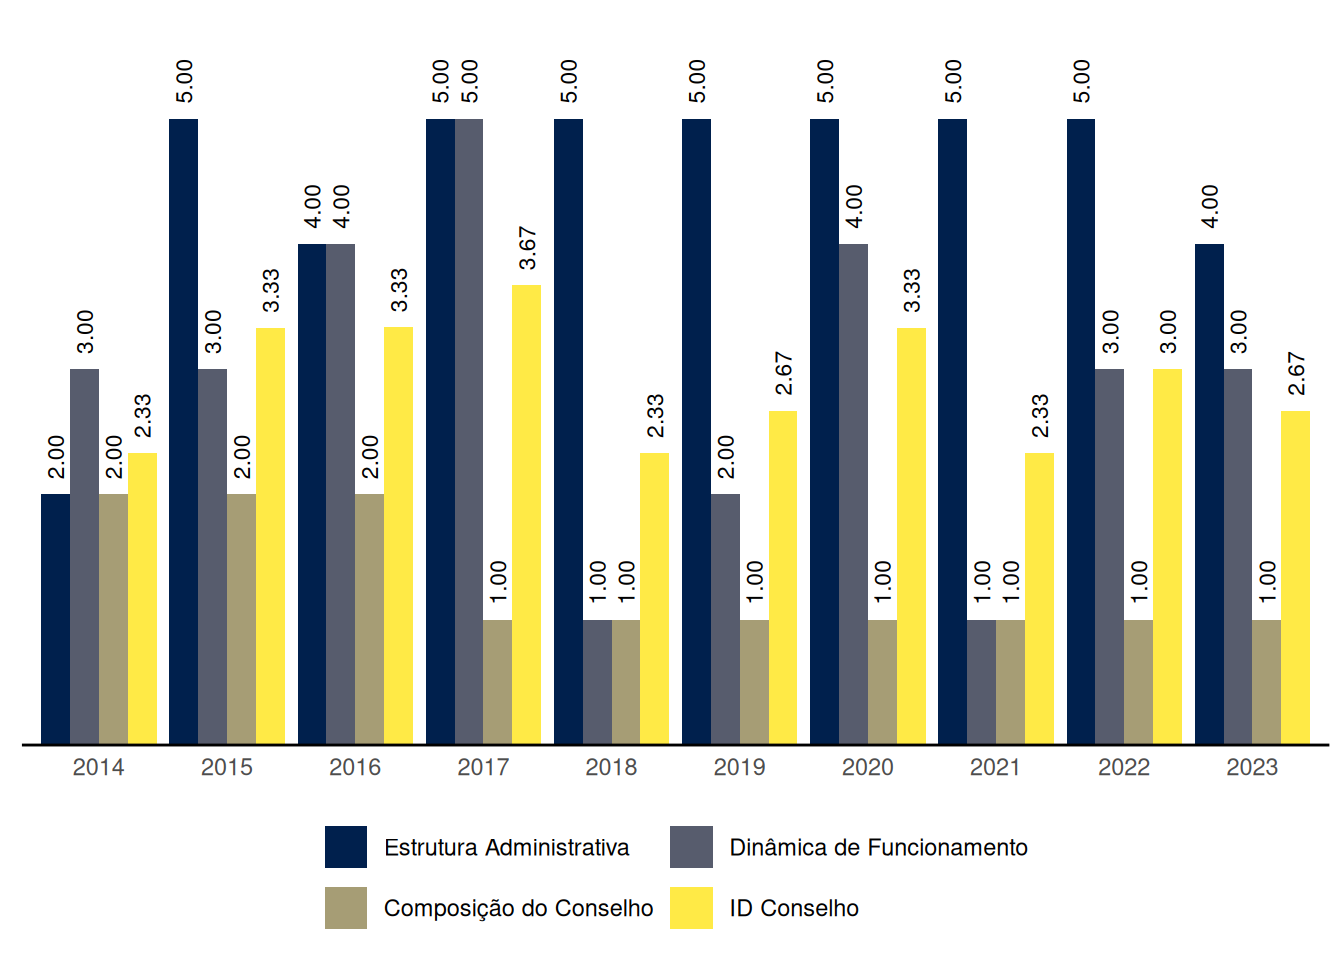 5.00 5.00 5.00 5.00 5.00 5.00 5.00 5.00
4.00 4.00 4.00 4.00
3.67
3.33 3.33 3.33
3.00 3.00 3.00 3.00 3.00
2.67 2.67
2.33 2.33 2.33
2.00 2.00 2.00 2.00 2.00
1.00 1.00 1.00 1.00 1.00 1.00 1.00 1.00 1.00
2014 2015 2016 2017 2018 2019 2020 2021 2022 2023
Estrutura Administrativa Dinâmica de Funcionamento
Composição do Conselho ID Conselho